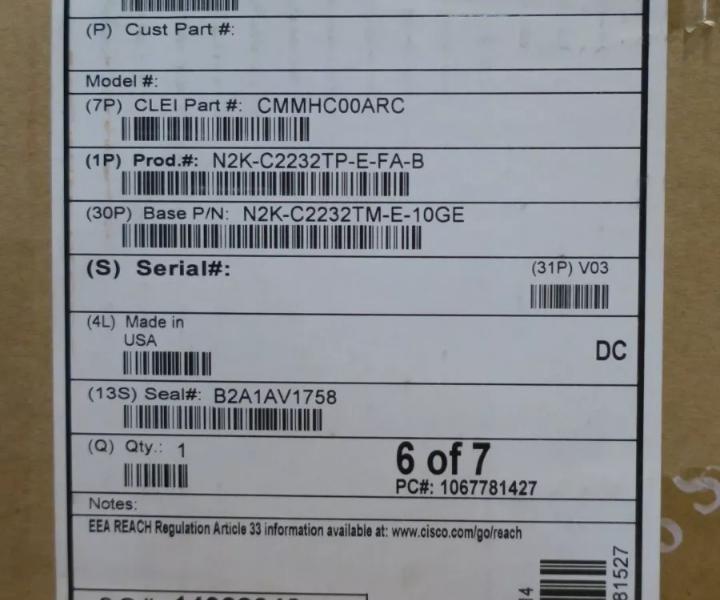 (P) Cust Part #:
Model #:
(7P) CLEI Part #: CMMHC00ARC
(1P) Prod.#: N2K-C2232TP-E-FA-B
(30P) Base P/N: N2K-C2232TM-E-10GE
(S) Serial#:
(31P) V03
(4L) Made in
USA
DC
(13S) Seal#: B2A1AV1758
(Q) Qty.: 1
6 of 7
PC#: 1067781427
Notes:
EEA REACH Regulation Article 33 information available at: www.cisco.com/go/reach
81527